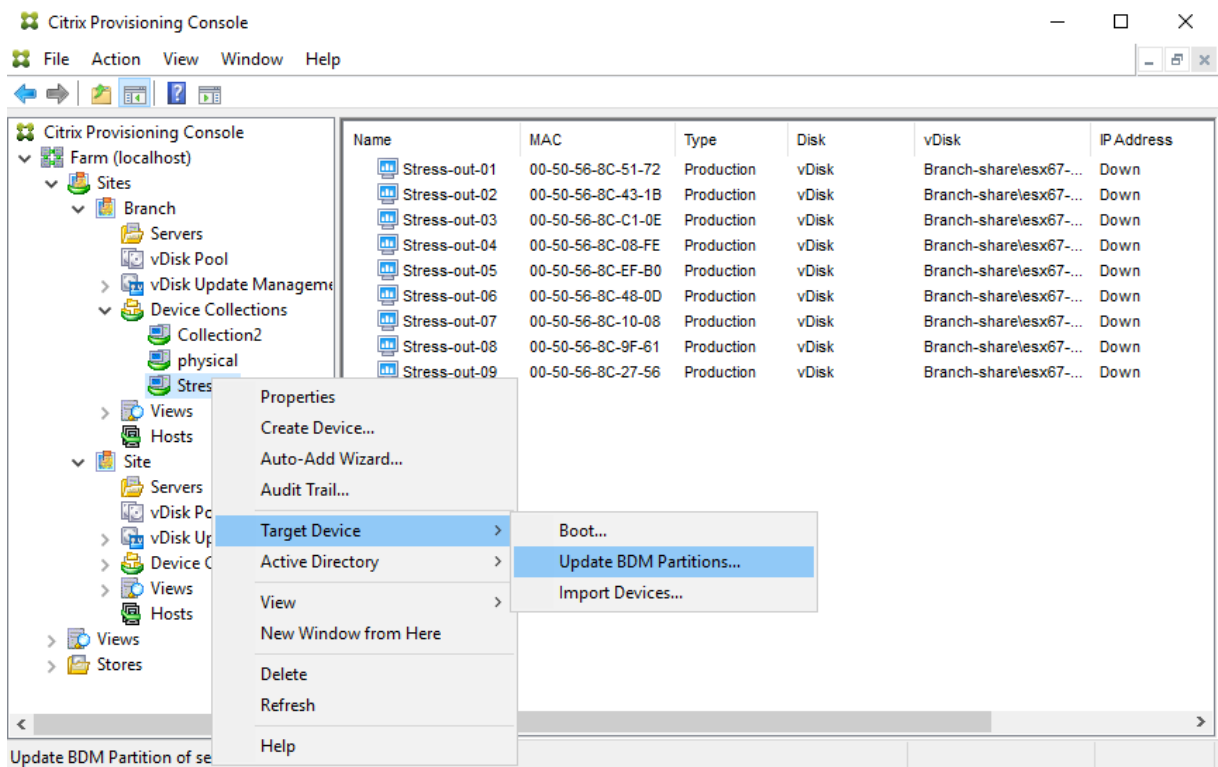 Citrix Provisioning Console
File Action View Window Help
Citrix Provisioning Console
Farm (localhost)
Sites
Branch
Servers
vDisk Pool
vDisk Update Manageme
Device Collections
Collection2
physical
Stres
Views
Hosts
Site
Servers
vDisk Po
vDisk Up
Device C
Views
Hosts
Views
Stores
Name MAC Type Disk vDisk IP Address
Stress-out-01 00-50-56-8C-51-72 Production vDisk Branch-share\esx67-... Down
Stress-out-02 00-50-56-8C-43-1B Production vDisk Branch-share\esx67-... Down
Stress-out-03 00-50-56-8C-C1-0E Production vDisk Branch-share\esx67-... Down
Stress-out-04 00-50-56-8C-08-FE Production vDisk Branch-share\esx67-... Down
Stress-out-05 00-50-56-8C-EF-B0 Production vDisk Branch-share\esx67-... Down
Stress-out-06 00-50-56-8C-48-0D Production vDisk Branch-share\esx67-... Down
Stress-out-07 00-50-56-8C-10-08 Production vDisk Branch-share\esx67-... Down
Stress-out-08 00-50-56-8C-9F-61 Production vDisk Branch-share\esx67-... Down
Stress-out-09 00-50-56-8C-27-56 Production vDisk Branch-share\esx67-... Down
Properties
Create Device...
Auto-Add Wizard...
Audit Trail...
Target Device
Active Directory
View
New Window from Here
Delete
Refresh
Help
Boot...
Update BDM Partitions...
Import Devices...
Update BDM Partition of se